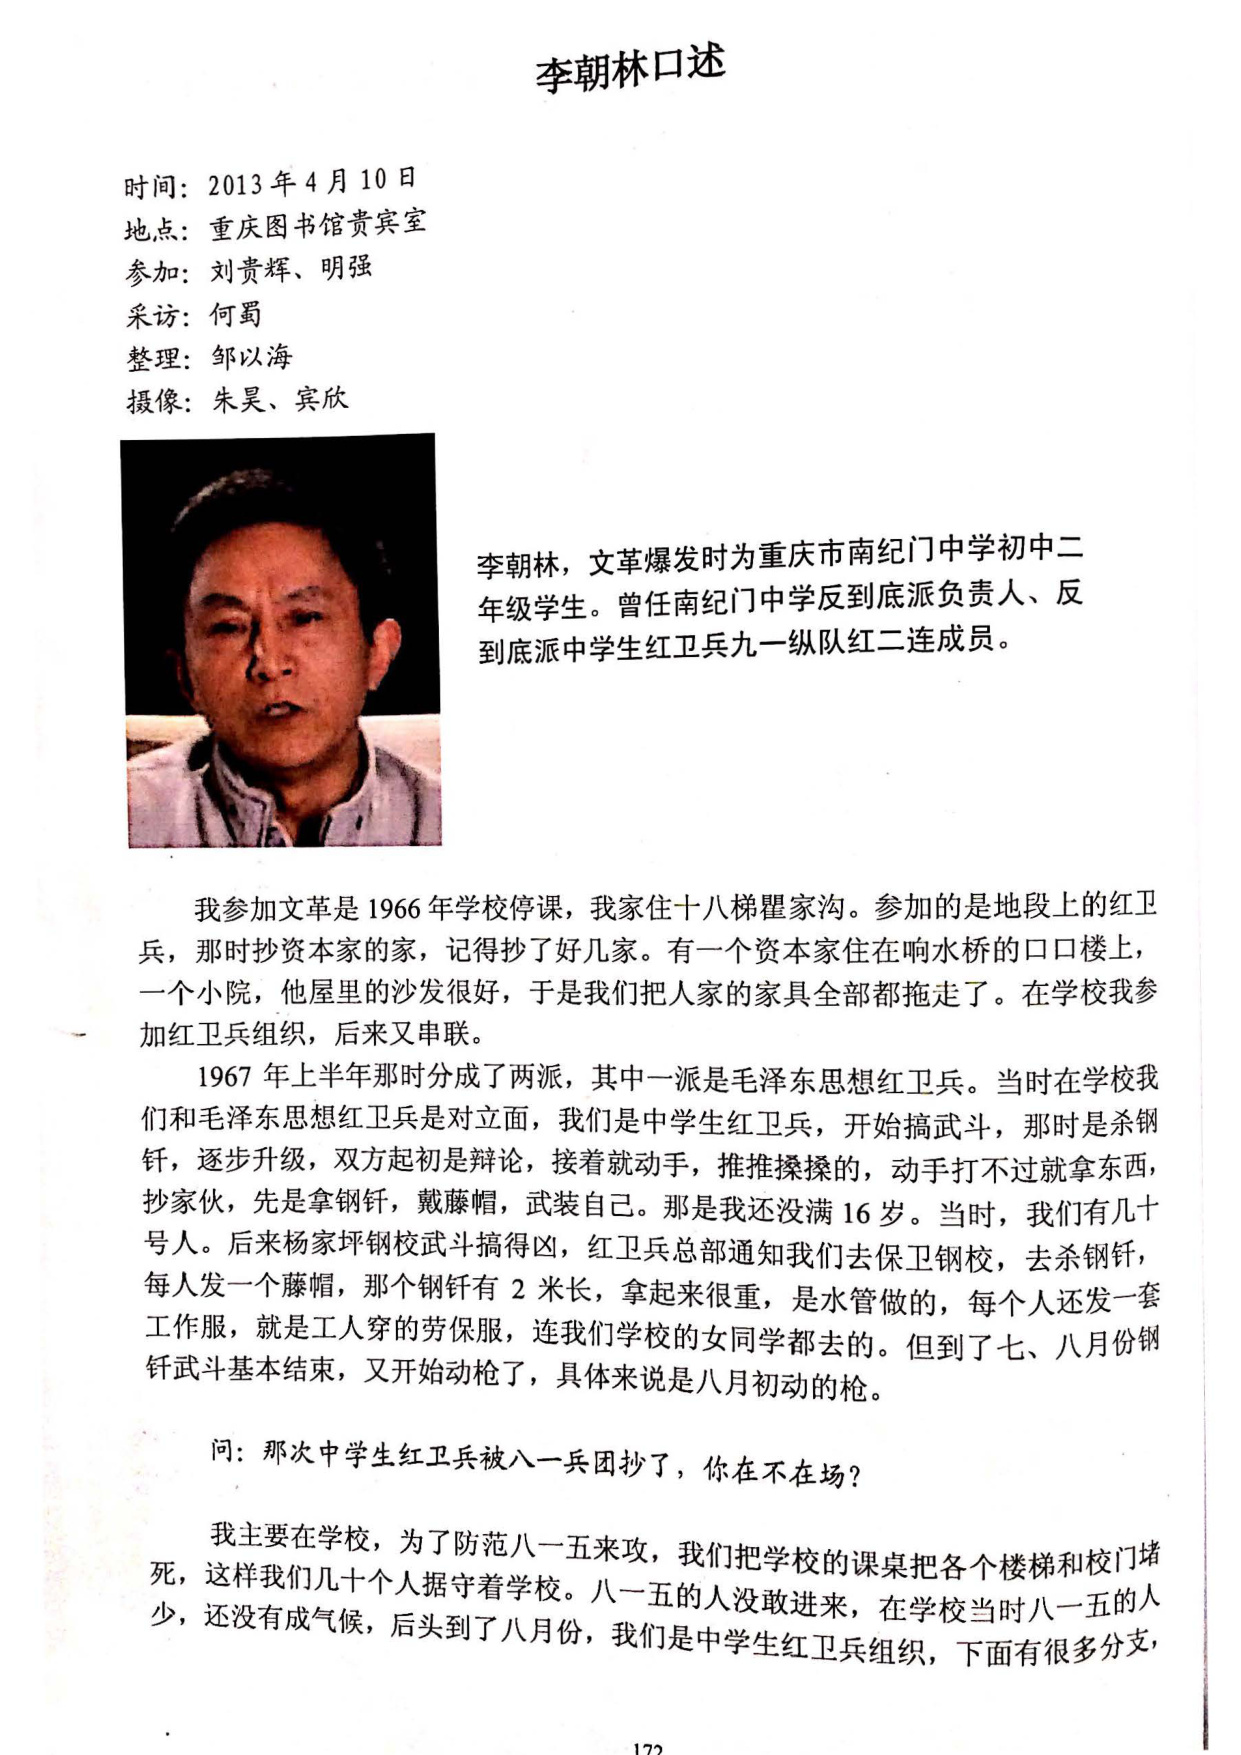 李朝林口述
时间：2013年4月10日
地点：重庆图书馆贵宾室
参加：刘贵辉、明强
采访：何蜀
整理：邹以海
摄像：朱昊、宾欣
李朝林，文革爆发时为重庆市南纪门中学初中二
年级学生。曾任南纪门中学反到底派负责人、反
到底派中学生红卫兵九一纵队红二连成员。
我参加文革是1966年学校停课，我家住十八梯瞿家沟。参加的是地段上的红卫
兵，那时抄资本家的家，记得抄了好几家。有一个资本家住在响水桥的口口楼上，
一个小院，他屋里的沙发很好，于是我们把人家的家具全部都拖走了。在学校我参
加红卫兵组织，后来又串联。
1967年上半年那时分成了两派，其中一派是毛泽东思想红卫兵。当时在学校我
们和毛泽东思想红卫兵是对立面，我们是中学生红卫兵，开始搞武斗，那时是杀钢
钎，逐步升级，双方起初是辩论，接着就动手，推推搡搡的，动手打不过就拿东西，
抄家伙，先是拿钢钎，戴藤帽，武装自己。那是我还没满16岁。当时，我们有几十
号人。后来杨家坪钢校武斗搞得凶，红卫兵总部通知我们去保卫钢校，去杀钢钎，
每人发一个藤帽，那个钢钎有2米长，拿起来很重，是水管做的，每个人还发一套
工作服，就是工人穿的劳保服，连我们学校的女同学都去的。但到了七、八月份钢
钎武斗基本结束，又开始动枪了，具体来说是八月初动的枪。
问：那次中学生红卫兵被八一兵团抄了，你在不在场？
我主要在学校，为了防范八一五来攻，我们把学校的课桌把各个楼梯和校门堵
死，这样我们几十个人据守着学校。八一五的人没敢进来，在学校当时八一五的人
少，还没有成气候，后头到了八月份，我们是中学生红卫兵组织，下面有很多分支，
172